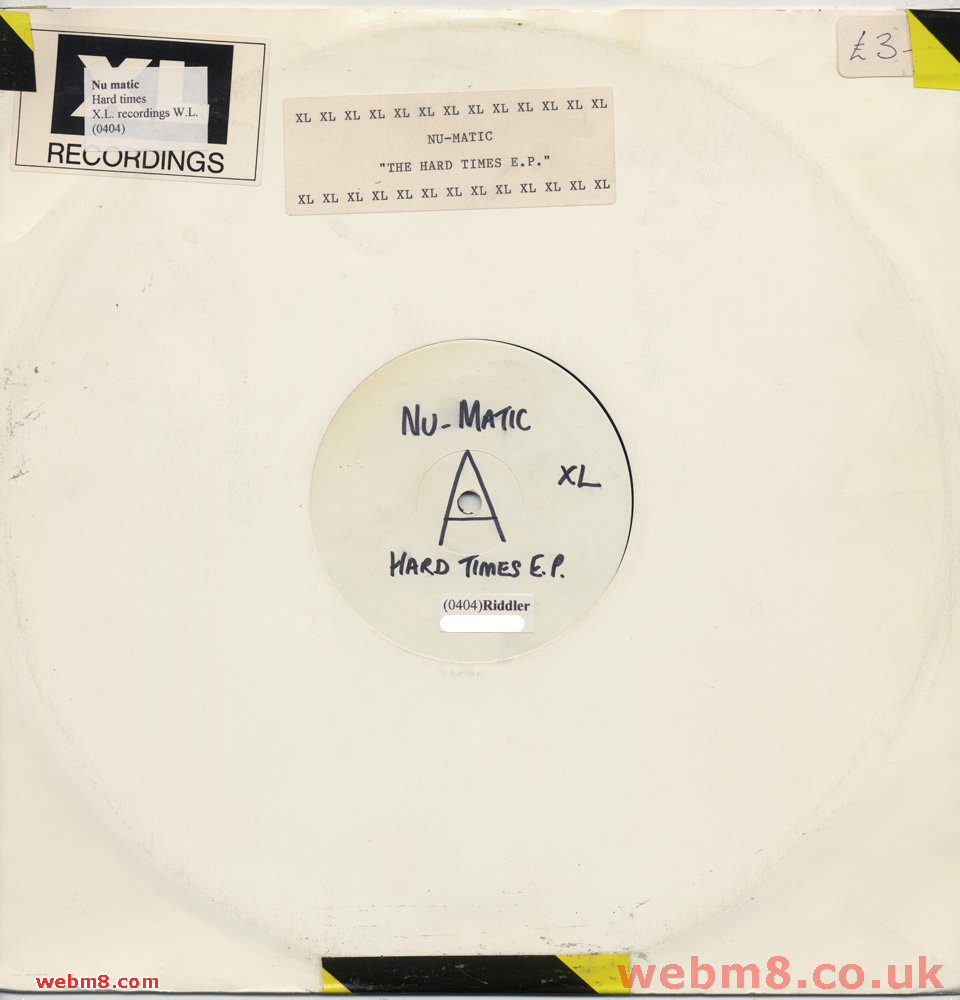 XL
RECORDINGS
Nu matic
Hard times
X.L. recordings W.L.
(0404)
XL XL XL XL XL XL XL XL XL XL XL XL XL
NU-MATIC
"THE HARD TIMES E.P."
XL XL XL XL XL XL XL XL XL XL XL XL XL
£3-
NU-MATIC
A
XL
HARD TIMES E.P.
(0404)Riddler
webm8.com
webm8.co.uk